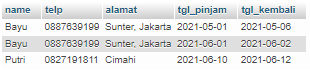 name telp alamat tgl_pinjam tgl_kembali
Bayu 0887639199 Sunter, Jakarta 2021-05-01 2021-05-06
Bayu 0887639199 Sunter, Jakarta 2021-06-01 2021-06-02
Putri 0827191811 Cimahi 2021-06-10 2021-06-12